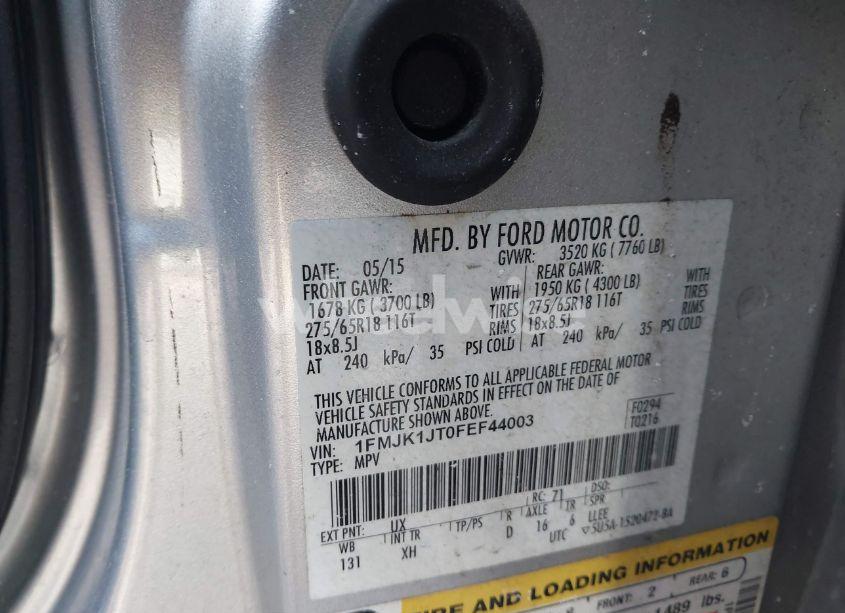 MFD. BY FORD MOTOR CO.
DATE: 05/15 GVWR: 3520 KG ( 7760 LB)
FRONT GAWR: REAR GAWR:
1678 KG ( 3700 LB) WITH 1950 KG ( 4300 LB) WITH
275/65R18 116T TIRES 275/65R18 116T TIRES
18x8.5J RIMS 18x8.5J RIMS
AT 240 kPa/ 35 PSI COLD AT 240 kPa/ 35 PSI COLD
THIS VEHICLE CONFORMS TO ALL APPLICABLE FEDERAL MOTOR
VEHICLE SAFETY STANDARDS IN EFFECT ON THE DATE OF
MANUFACTURE SHOWN ABOVE.
VIN: 1FMJK1JT0FEF44003
TYPE: MPV
F0294
T0216
EXT PNT: UX RC: 71 DSO:
WB INT TR TP/PS R AXLE TR SPR
131 XH D 16 6 LLEE
UTC 5U5A-1520472-BA
TIRE AND LOADING INFORMATION
FRONT: 2 REAR: 6
1489 lbs.